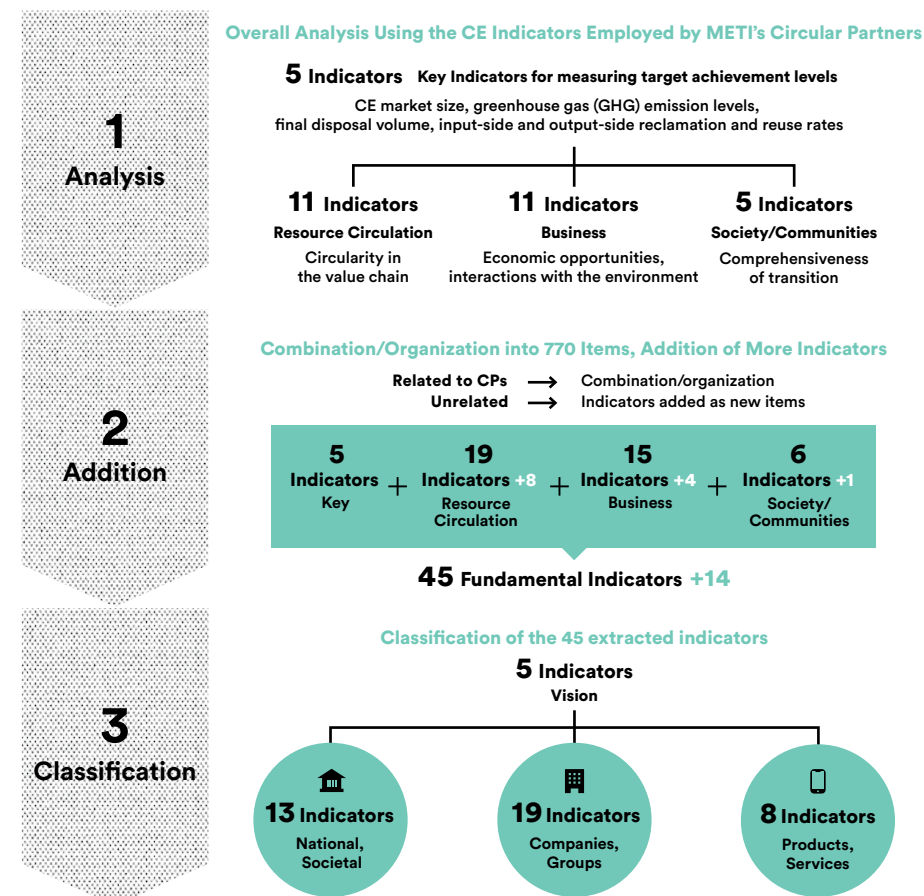 1
Analysis
Overall Analysis Using the CE Indicators Employed by METI's Circular Partners
5 Indicators Key Indicators for measuring target achievement levels
CE market size, greenhouse gas (GHG) emission levels,
final disposal volume, input-side and output-side reclamation and reuse rates
11 Indicators
Resource Circulation
Circularity in
the value chain
11 Indicators
Business
Economic opportunities,
interactions with the environment
5 Indicators
Society/Communities
Comprehensiveness
of transition
2
Addition
Combination/Organization into 770 Items, Addition of More Indicators
Related to CPs → Combination/organization
Unrelated → Indicators added as new items
5
Indicators
Key
+
19
Indicators +8
Resource
Circulation
+
15
Indicators +4
Business
+
6
Indicators +1
Society/
Communities
45 Fundamental Indicators +14
3
Classification
Classification of the 45 extracted indicators
5 Indicators
Vision
13 Indicators
National,
Societal
19 Indicators
Companies,
Groups
8 Indicators
Products,
Services